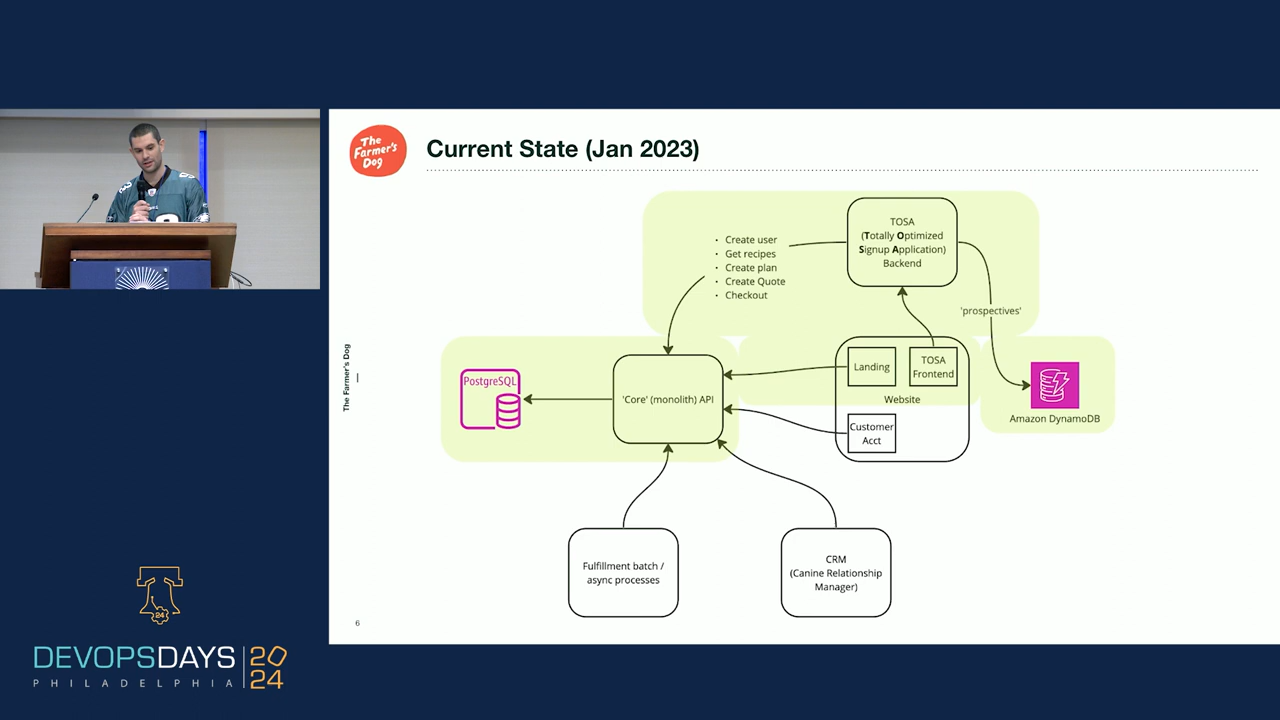 The
Farmer's
Dog
Current State (Jan 2023)
TOSA
(Totally Optimized
Signup Application)
Backend
• Create user
• Get recipes
• Create plan
• Create Quote
• Checkout
'prospectives'
The Farmer's Dog
PostgreSQL
'Core' (monolith) API
Landing
TOSA
Frontend
Website
Customer
Acct
Amazon DynamoDB
Fulfillment batch /
async processes
CRM
(Canine Relationship
Manager)
6
24
DEVOPSDAYS 2024
PHILADELPHIA